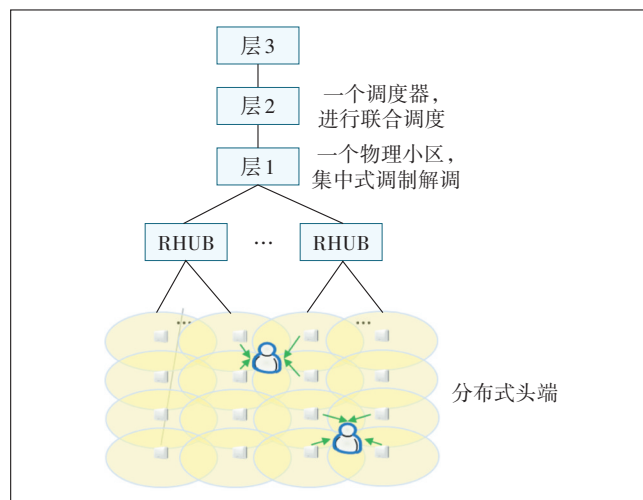 层3
层2
一个调度器，
进行联合调度
层1
一个物理小区，
集中式调制解调
RHUB
…
RHUB
…
…
分布式头端